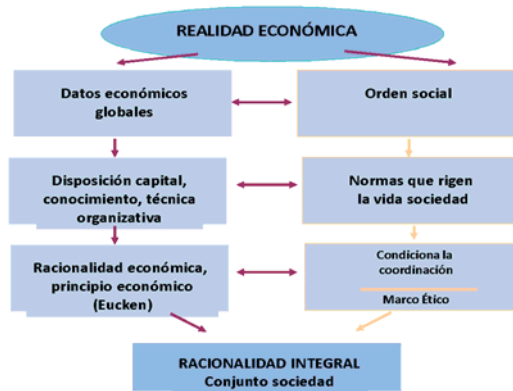 REALIDAD ECONÓMICA
Datos económicos
globales
Orden social
Disposición capital,
conocimiento, técnica
organizativa
Normas que rigen
la vida sociedad
Racionalidad económica,
principio económico
(Eucken)
Condiciona la
coordinación
Marco Ético
RACIONALIDAD INTEGRAL
Conjunto sociedad